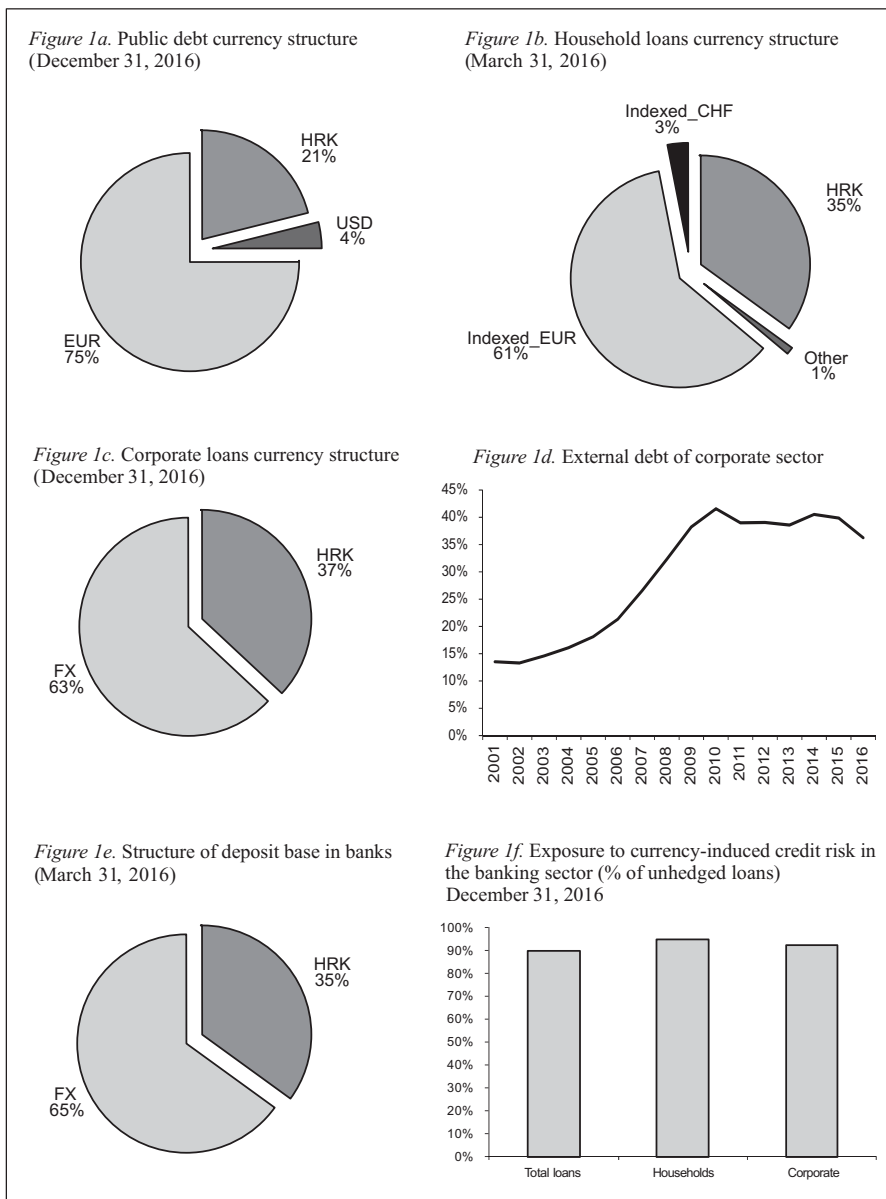 Figure 1a. Public debt currency structure
(December 31, 2016)
HRK
21%
USD
4%
EUR
75%
Figure 1b. Household loans currency structure
(March 31, 2016)
Indexed_CHF
3%
HRK
35%
Indexed_EUR
61%
Other
1%
Figure 1c. Corporate loans currency structure
(December 31, 2016)
HRK
37%
FX
63%
Figure 1d. External debt of corporate sector
45%
40%
35%
30%
25%
20%
15%
10%
5%
0%
2001
2002
2003
2004
2005
2006
2007
2008
2009
2010
2011
2012
2013
2014
2015
2016
Figure 1e. Structure of deposit base in banks
(March 31, 2016)
HRK
35%
FX
65%
Figure 1f. Exposure to currency-induced credit risk in
the banking sector (% of unhedged loans)
December 31, 2016
100%
90%
80%
70%
60%
50%
40%
30%
20%
10%
0%
Total loans
Households
Corporate